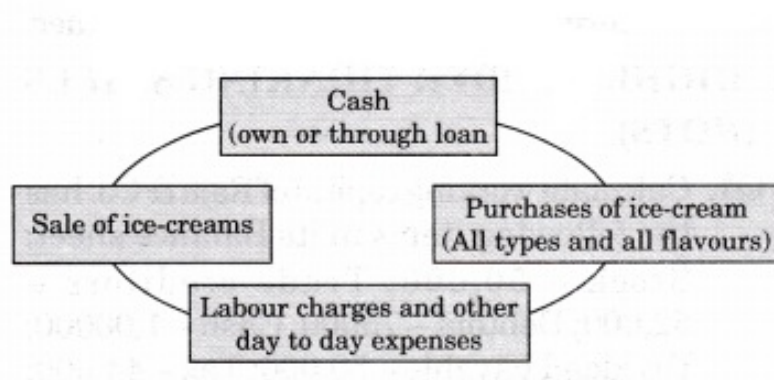 Cash
(own or through loan
Sale of ice-creams
Purchases of ice-cream
(All types and all flavours)
Labour charges and other
day to day expenses